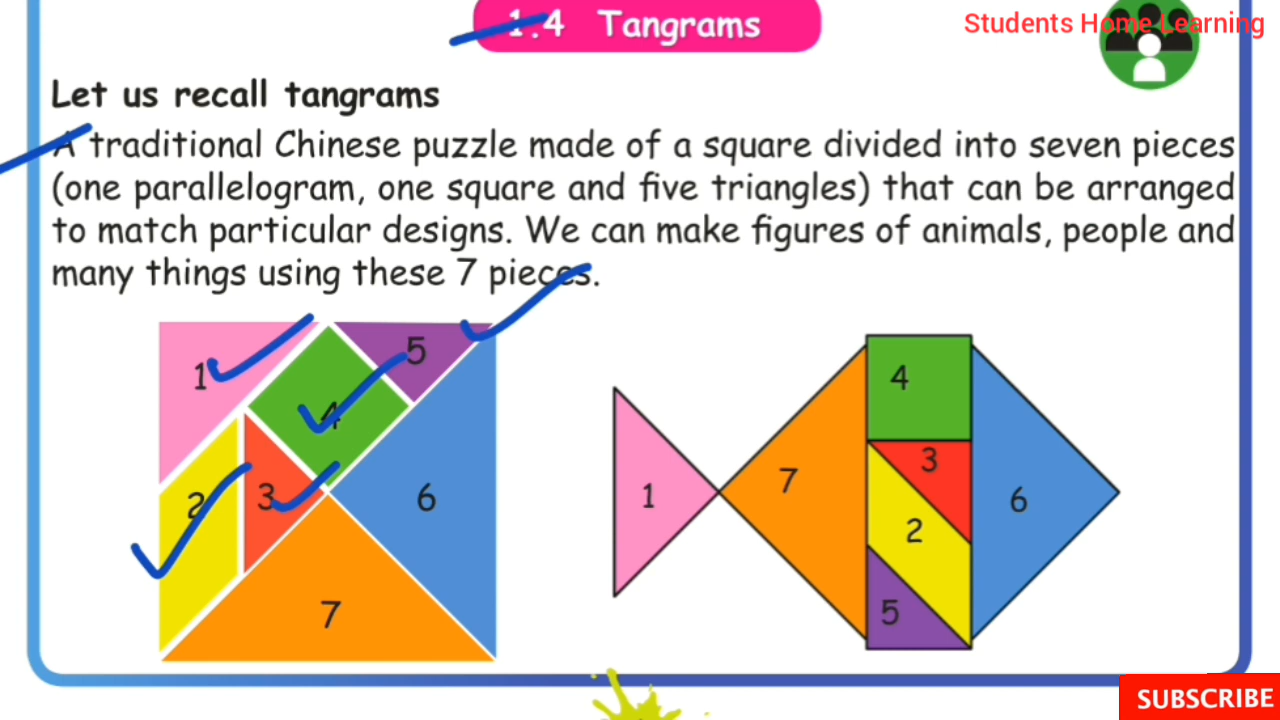 1.4 Tangrams
Students Home Learning
Let us recall tangrams
A traditional Chinese puzzle made of a square divided into seven pieces
(one parallelogram, one square and five triangles) that can be arranged
to match particular designs. We can make figures of animals, people and
many things using these 7 pieces.
1
5
4
2
3
6
7
4
3
1
7
2
6
5
SUBSCRIBE